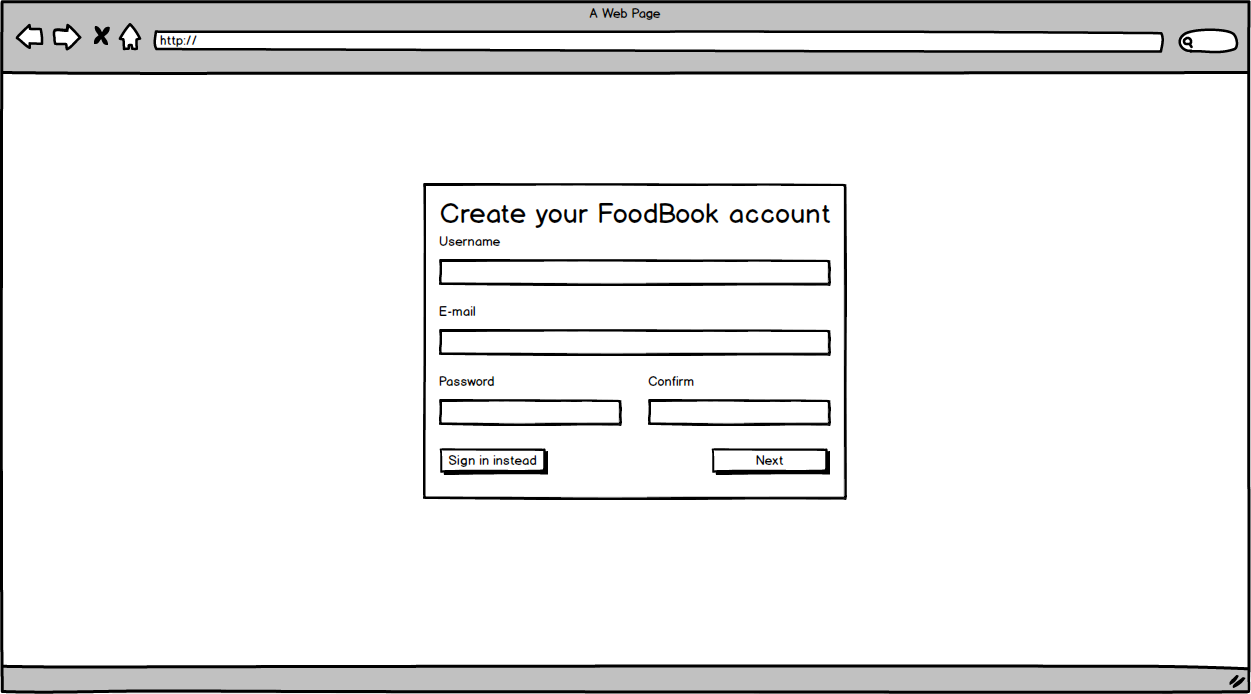 A Web Page
http://
Create your FoodBook account
Username
E-mail
Password Confirm
Sign in instead Next